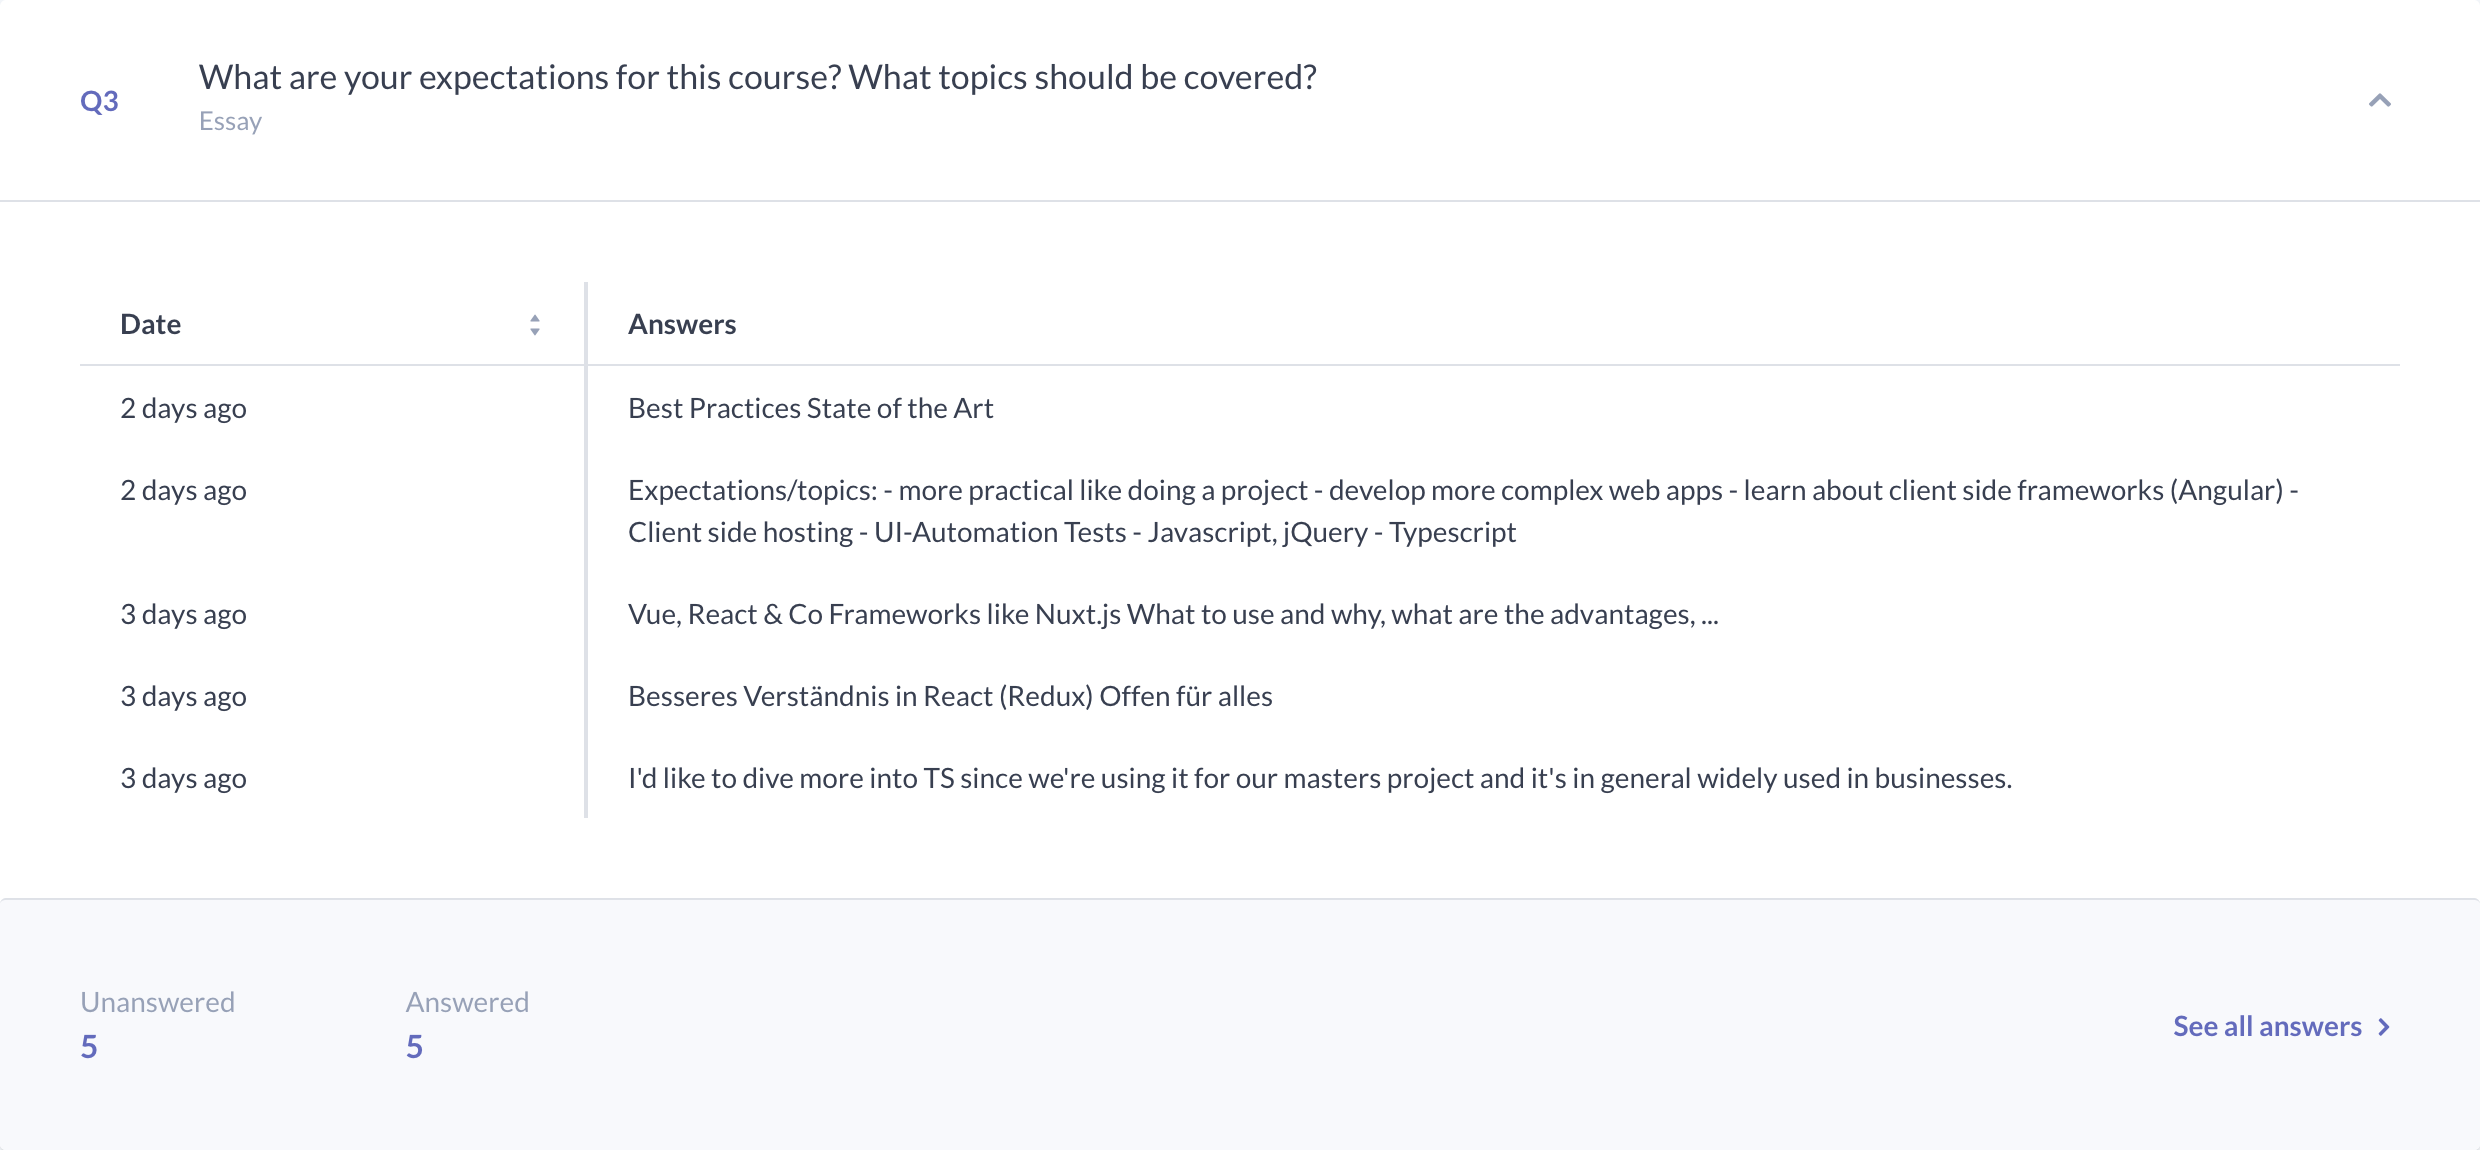 Q3
What are your expectations for this course? What topics should be covered?
Essay
Date
Answers
2 days ago
Best Practices State of the Art
2 days ago
Expectations/topics: - more practical like doing a project - develop more complex web apps - learn about client side frameworks (Angular) -
Client side hosting - UI-Automation Tests - Javascript, jQuery - Typescript
3 days ago
Vue, React & Co Frameworks like Nuxt.js What to use and why, what are the advantages, ...
3 days ago
Besseres Verständnis in React (Redux) Offen für alles
3 days ago
I'd like to dive more into TS since we're using it for our masters project and it's in general widely used in businesses.
Unanswered
5
Answered
5
See all answers